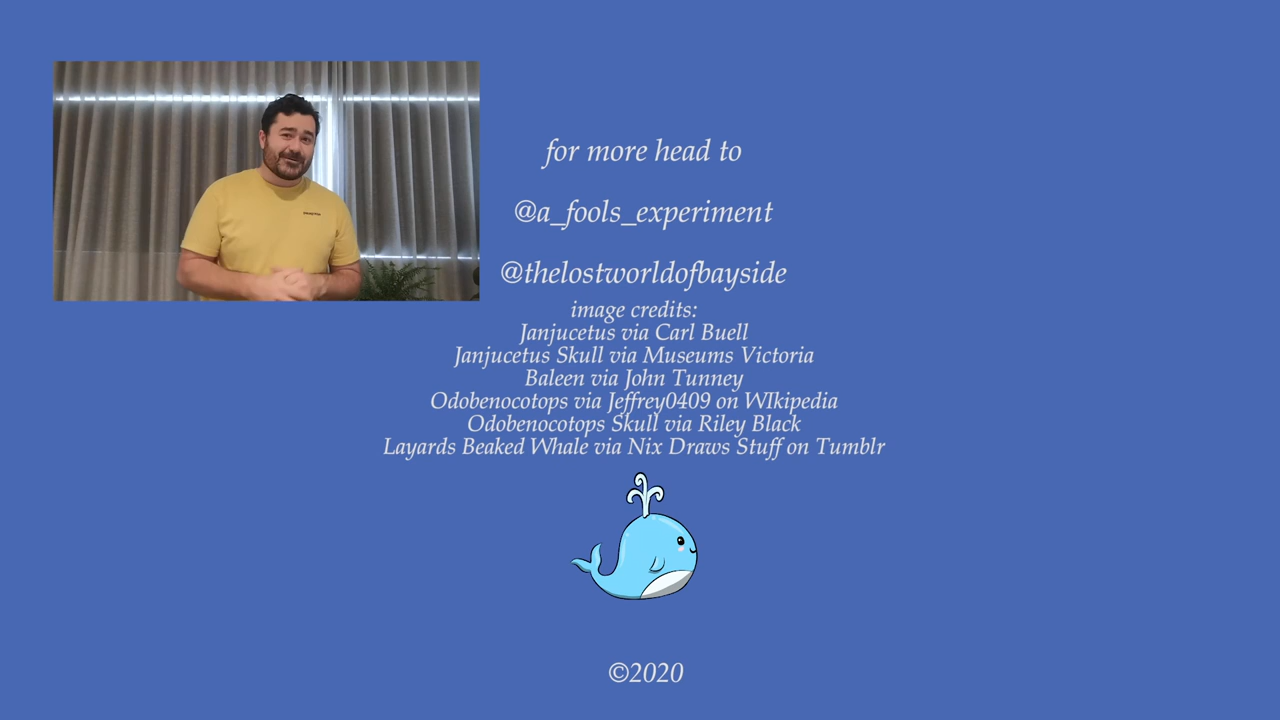 for more head to
@a_fools_experiment
@thelostworldofbayside
image credits:
Janjucetus via Carl Buell
Janjucetus Skull via Museums Victoria
Baleen via John Tunney
Odobenocotops via Jeffrey0409 on WIkipedia
Odobenocotops Skull via Riley Black
Layards Beaked Whale via Nix Draws Stuff on Tumblr
©2020